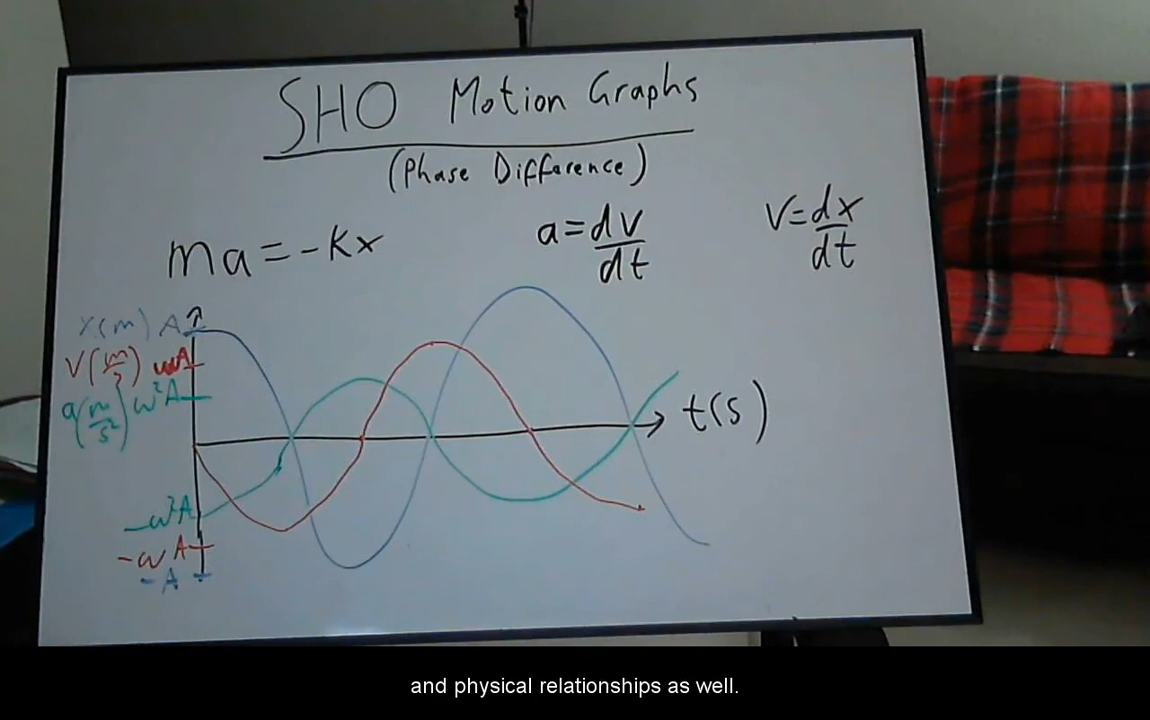 SHO Motion Graphs
(Phase Difference)
ma = -kx
a = dv/dt
v = dx/dt
x(m) A
v(m/s) ωA
a(m/s²) ω²A
t(s)
-ω²A
-ωA
-A
and physical relationships as well.